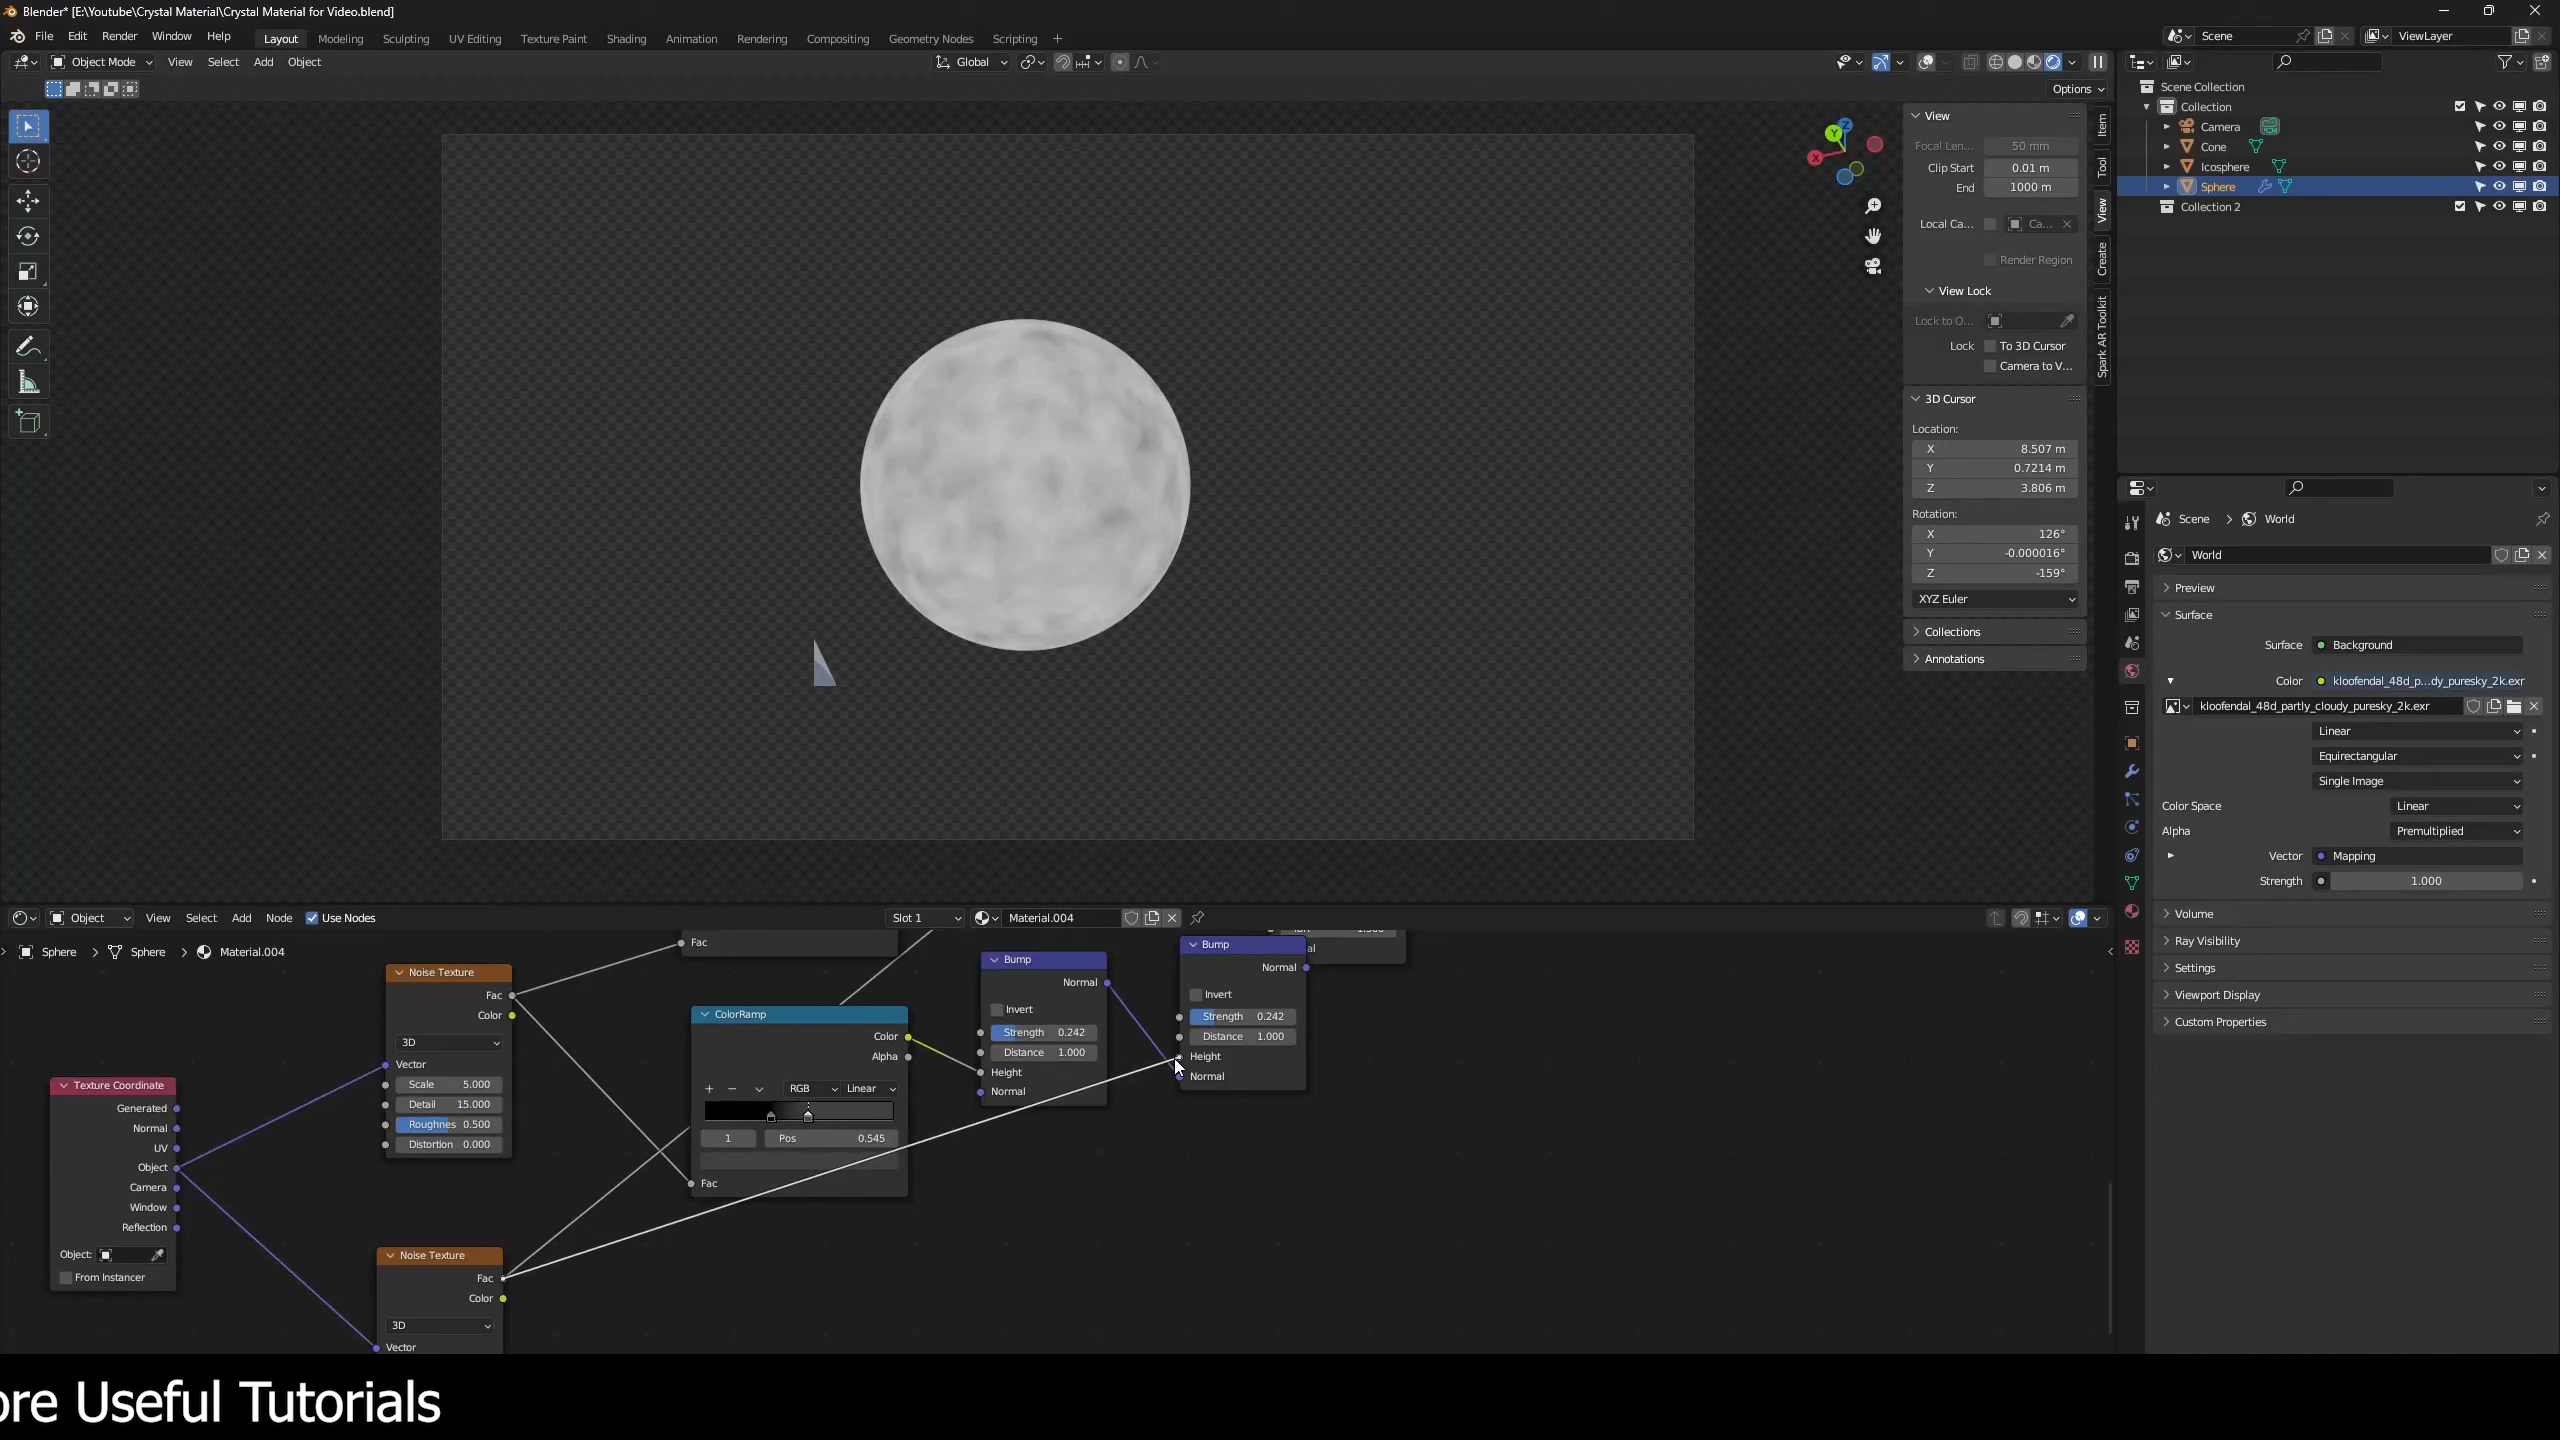 Blender* [E:\Youtube\Crystal Material\Crystal Material for Video.blend]
File Edit Render Window Help
Layout Modeling Sculpting UV Editing Texture Paint Shading Animation Rendering Compositing Geometry Nodes Scripting +
Scene
ViewLayer
Object Mode View Select Add Object
Global
Options
View
Focal Len... 50 mm
Clip Start 0.01 m
End 1000 m
Local Ca... Ca...
Render Region
View Lock
Lock to O...
Lock To 3D Cursor
Camera to V...
3D Cursor
Location:
X 8.507 m
Y 0.7214 m
Z 3.806 m
Rotation:
X 126°
Y -0.000016°
Z -159°
XYZ Euler
Collections
Annotations
Item
Tool
View
Create
Spark AR Toolkit
X
Y
Z
Scene Collection
Collection
Camera
Cone
Icosphere
Sphere
Collection 2
Scene > World
World
Preview
Surface
Surface Background
Color kloofendal_48d_p...dy_puresky_2k.exr
kloofendal_48d_partly_cloudy_puresky_2k.exr
Linear
Equirectangular
Single Image
Color Space Linear
Alpha Premultiplied
Vector Mapping
Strength 1.000
Volume
Ray Visibility
Settings
Viewport Display
Custom Properties
Object View Select Add Node Use Nodes
Slot 1
Material.004
Sphere > Sphere > Material.004
Texture Coordinate
Generated
Normal
UV
Object
Camera
Window
Reflection
Object:
From Instancer
Noise Texture
Fac
Color
3D
Vector
Scale 5.000
Detail 15.000
Roughnes 0.500
Distortion 0.000
Noise Texture
Fac
Color
3D
Vector
Fac
ColorRamp
Color
Alpha
+ − RGB Linear
1 Pos 0.545
Fac
Bump
Normal
Invert
Strength 0.242
Distance 1.000
Height
Normal
Bump
Normal
Invert
Strength 0.242
Distance 1.000
Height
Normal
ore Useful Tutorials